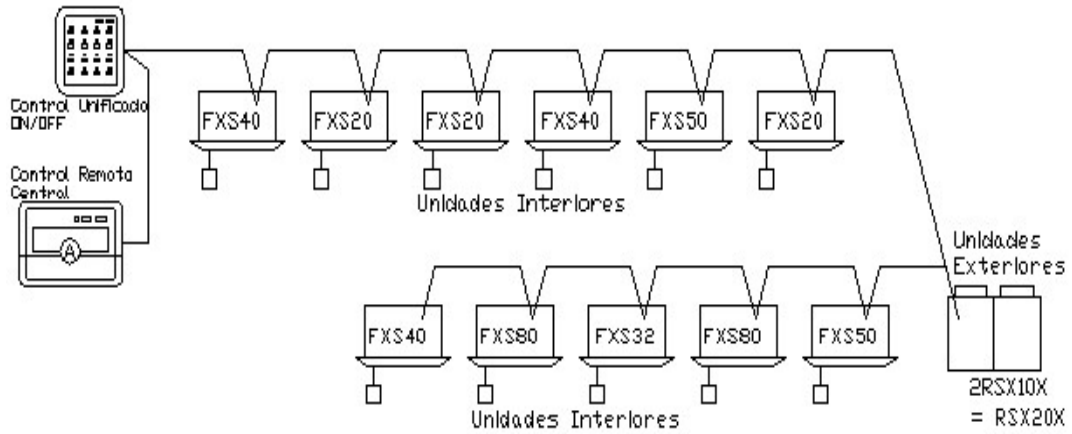 Control Unificado
ON/OFF
FXS40 FXS20 FXS20 FXS40 FXS50 FXS20
Control Remota
Central
A
Unidades Interiores
Unidades
Exteriores
FXS40 FXS80 FXS32 FXS80 FXS50
2RSX10X
= RSX20X
Unidades Interiores